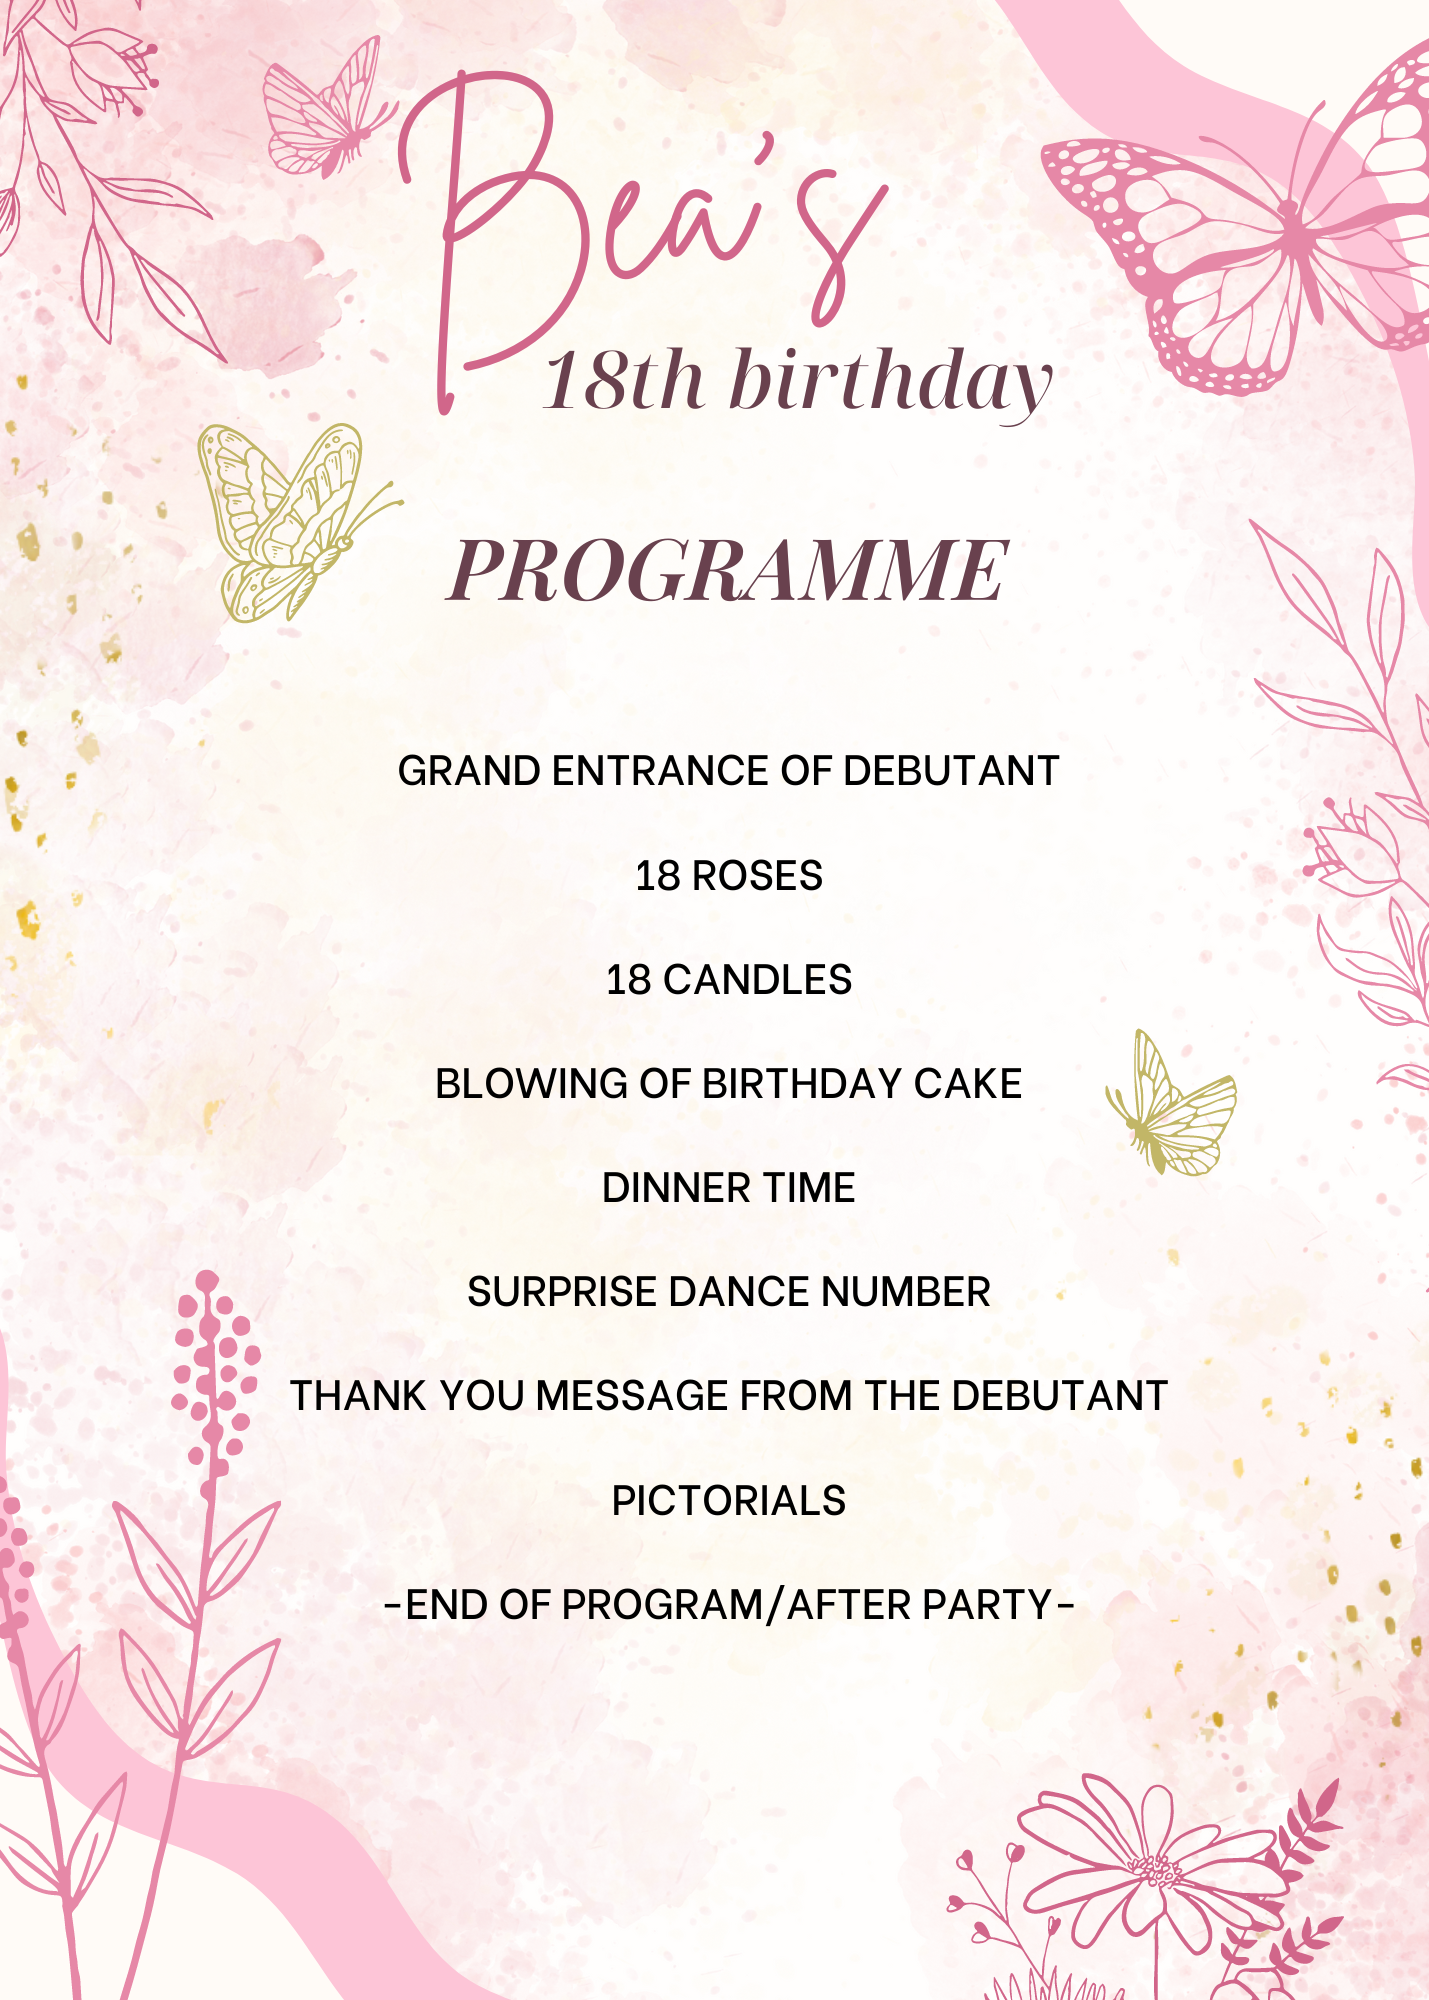 Bea's
18th birthday
PROGRAMME
GRAND ENTRANCE OF DEBUTANT
18 ROSES
18 CANDLES
BLOWING OF BIRTHDAY CAKE
DINNER TIME
SURPRISE DANCE NUMBER
THANK YOU MESSAGE FROM THE DEBUTANT
PICTORIALS
-END OF PROGRAM/AFTER PARTY-